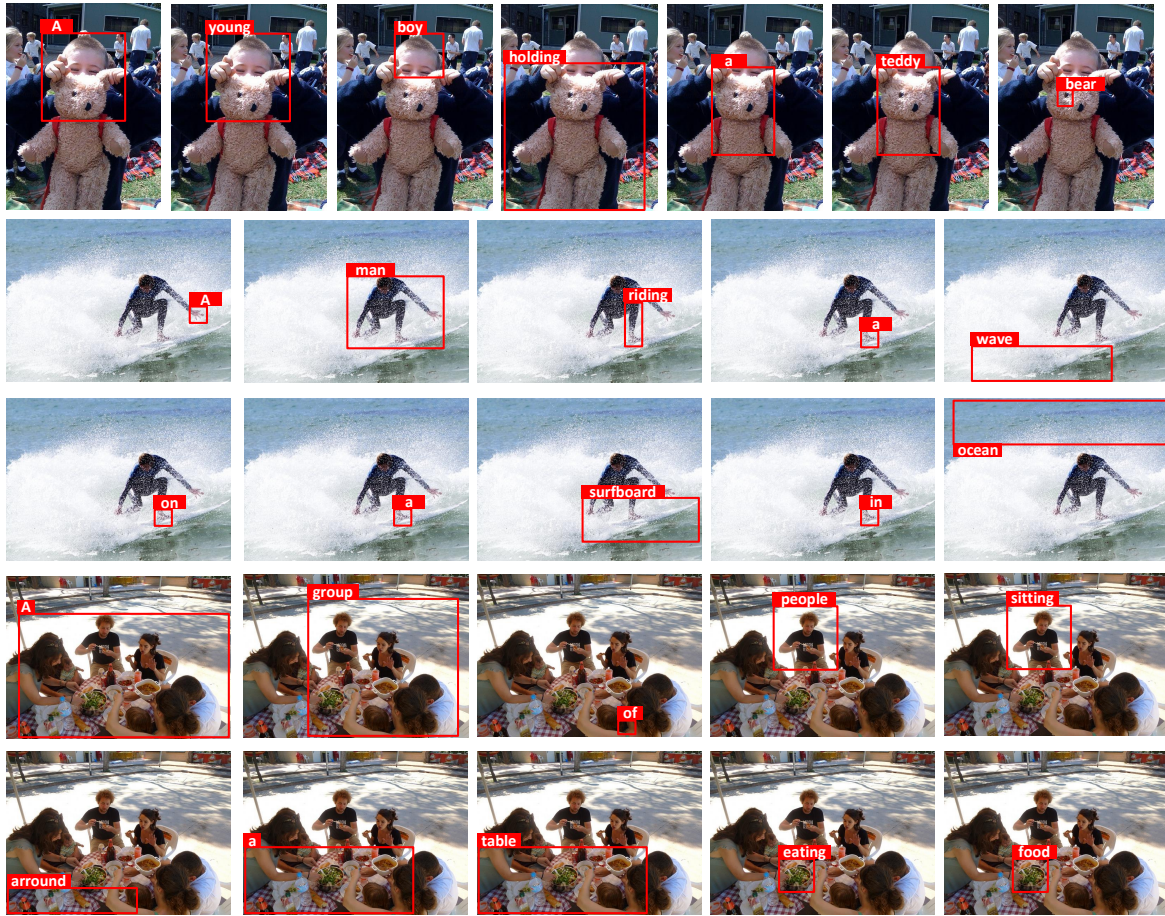 A young boy holding a teddy bear
A man riding a wave
on a surfboard in ocean
A group of people sitting
arround a table eating food